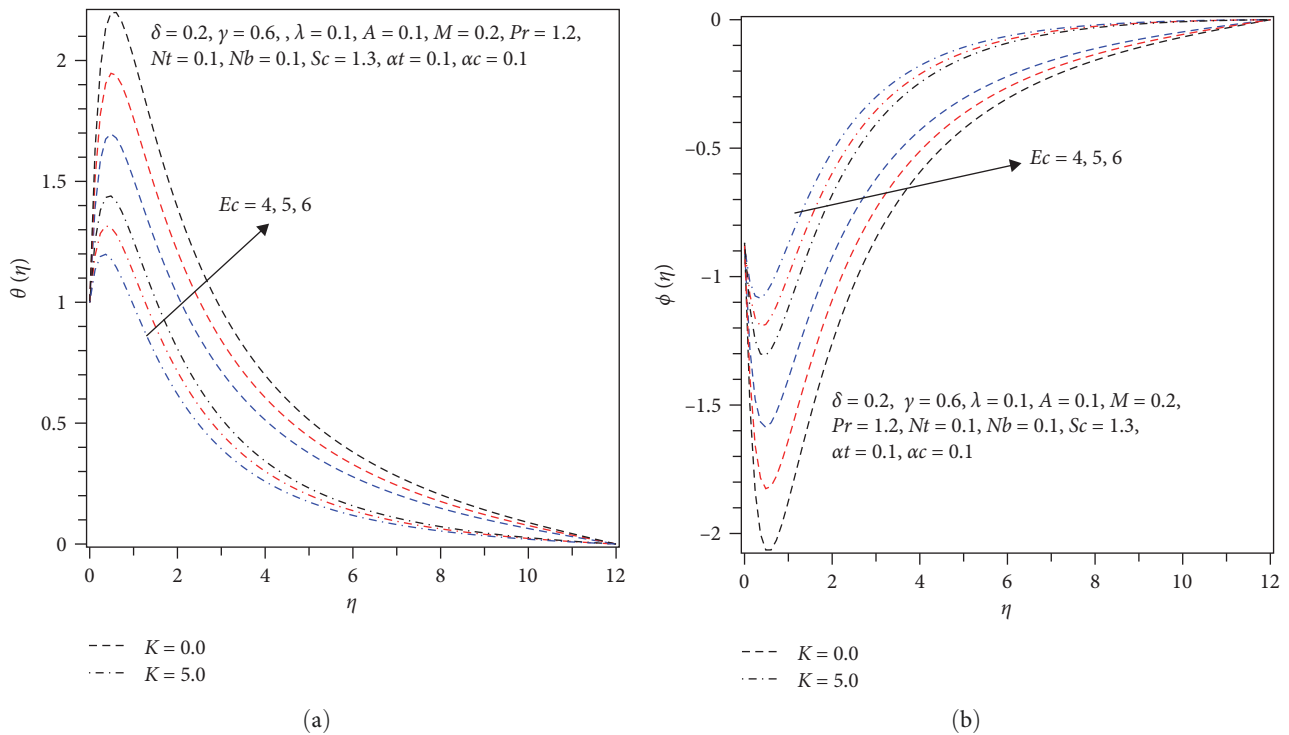 δ = 0.2, γ = 0.6, , λ = 0.1, A = 0.1, M = 0.2, Pr = 1.2,
Nt = 0.1, Nb = 0.1, Sc = 1.3, αt = 0.1, αc = 0.1
2
1.5
1
0.5
0
Ec = 4, 5, 6
θ (η)
0 2 4 6 8 10 12
η
K = 0.0
K = 5.0
(a)
0
−0.5
−1
−1.5
−2
Ec = 4, 5, 6
ϕ (η)
δ = 0.2, γ = 0.6, λ = 0.1, A = 0.1, M = 0.2,
Pr = 1.2, Nt = 0.1, Nb = 0.1, Sc = 1.3,
αt = 0.1, αc = 0.1
0 2 4 6 8 10 12
η
K = 0.0
K = 5.0
(b)